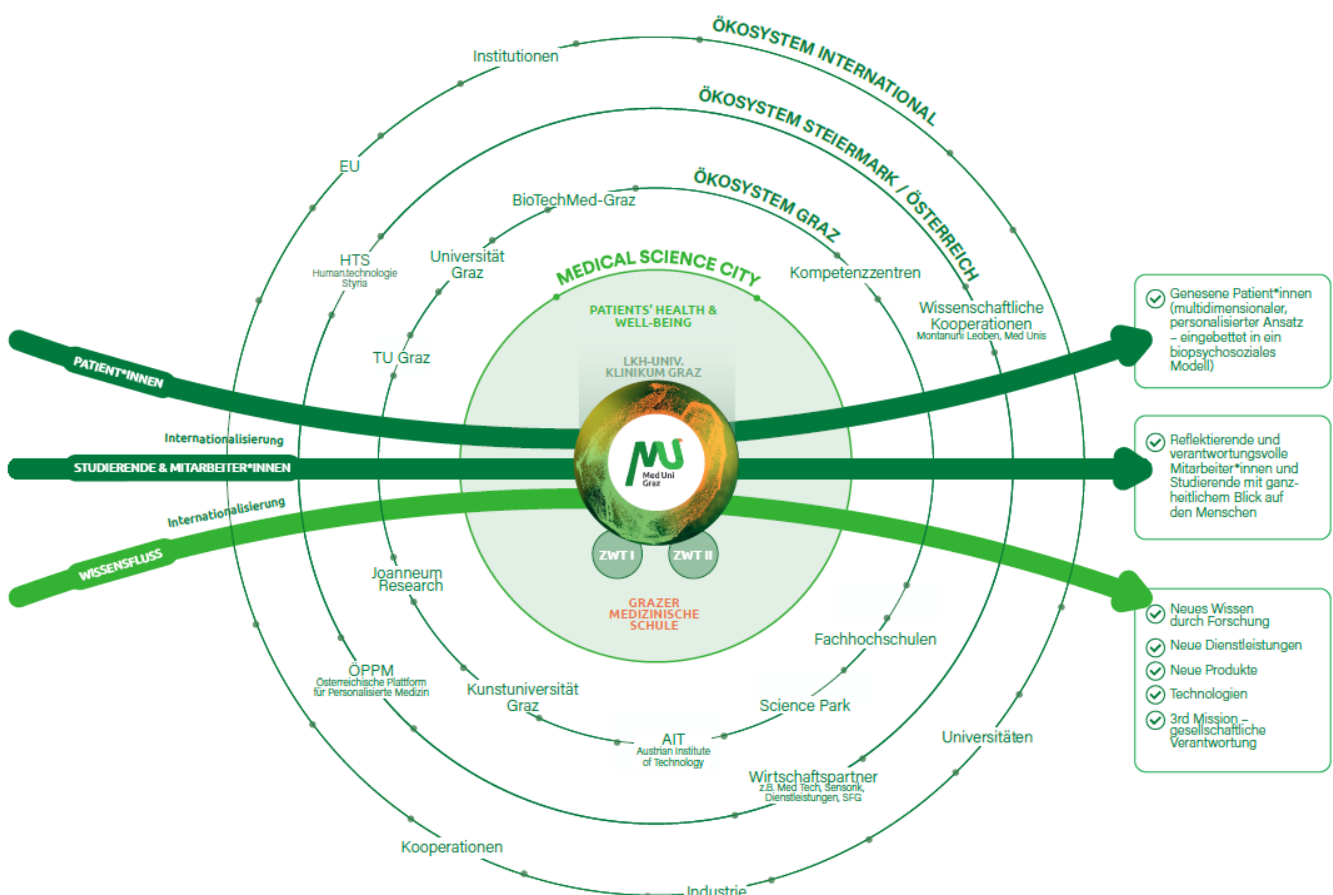 ÖKOSYSTEM INTERNATIONAL
Institutionen
EU
ÖKOSYSTEM STEIERMARK / ÖSTERREICH
HTS
Human.technologie
Styria
Wissenschaftliche
Kooperationen
Montanuni Leoben, Med Unis
ÖKOSYSTEM GRAZ
BioTechMed-Graz
Universität
Graz
TU Graz
Kompetenzzentren
MEDICAL SCIENCE CITY
PATIENTS' HEALTH &
WELL-BEING
LKH-UNIV.
KLINIKUM GRAZ
Med Uni
Graz
ZWT I
ZWT II
GRAZER
MEDIZINISCHE
SCHULE
PATIENT*INNEN
Internationalisierung
STUDIERENDE & MITARBEITER*INNEN
Internationalisierung
WISSENSFLUSS
Joanneum
Research
ÖPPM
Österreichische Plattform
für Personalisierte Medizin
Kunstuniversität
Graz
AIT
Austrian Institute
of Technology
Science Park
Fachhochschulen
Wirtschaftspartner
z.B. Med Tech, Sensorik,
Dienstleistungen, SFG
Universitäten
Kooperationen
Industrie
Genesene Patient*innen
(multidimensionaler,
personalisierter Ansatz
– eingebettet in ein
biopsychosoziales
Modell)
Reflektierende und
verantwortungsvolle
Mitarbeiter*innen und
Studierende mit ganz-
heitlichem Blick auf
den Menschen
Neues Wissen
durch Forschung
Neue Dienstleistungen
Neue Produkte
Technologien
3rd Mission –
gesellschaftliche
Verantwortung